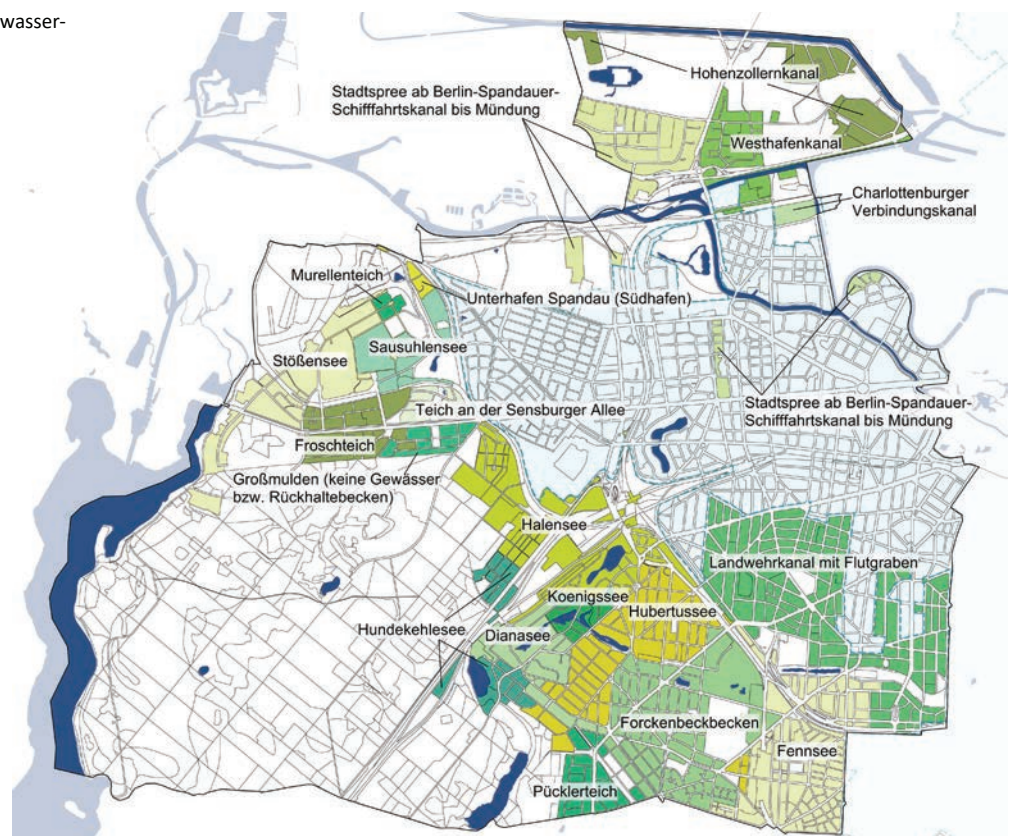 wasser-
Hohenzollernkanal
Stadtspree ab Berlin-Spandauer-
Schifffahrtskanal bis Mündung
Westhafenkanal
Charlottenburger
Verbindungskanal
Murellenteich
Unterhafen Spandau (Südhafen)
Sausuhlensee
Stößensee
Teich an der Sensburger Allee
Stadtspree ab Berlin-Spandauer-
Schifffahrtskanal bis Mündung
Froschteich
Großmulden (keine Gewässer
bzw. Rückhaltebecken)
Halensee
Landwehrkanal mit Flutgraben
Koenigssee
Hubertussee
Hundekehlesee
Dianasee
Forckenbeckbecken
Fennsee
Pücklerteich